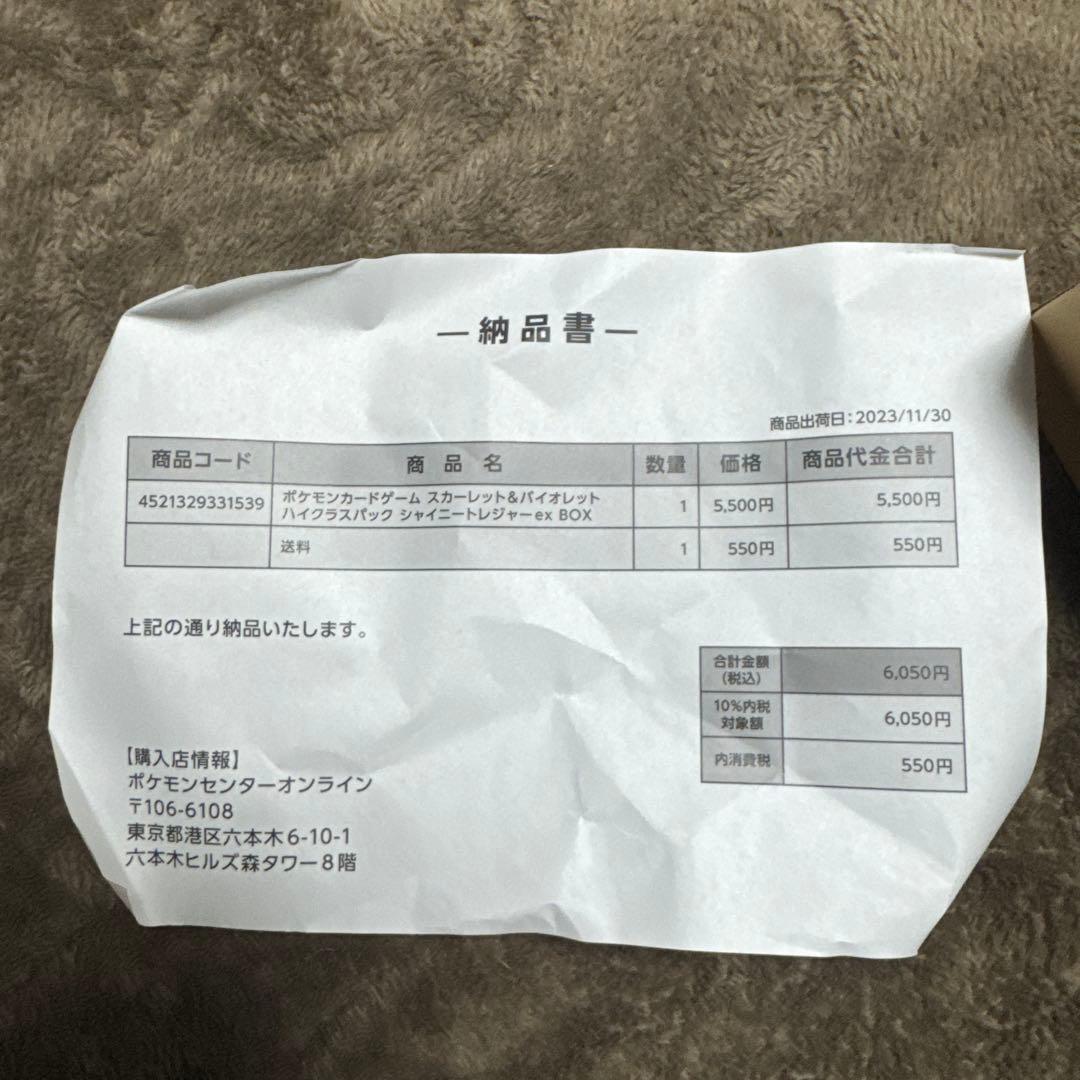 ―納品書―
商品出荷日：2023/11/30
商品コード 商品名 数量 価格 商品代金合計
4521329331539 ポケモンカードゲーム スカーレット&バイオレット
ハイクラスパック シャイニートレジャーex BOX 1 5,500円 5,500円
送料 1 550円 550円
上記の通り納品いたします。
合計金額
(税込) 6,050円
10%内税
対象額 6,050円
内消費税 550円
【購入店情報】
ポケモンセンターオンライン
〒106-6108
東京都港区六本木6-10-1
六本木ヒルズ森タワー8階